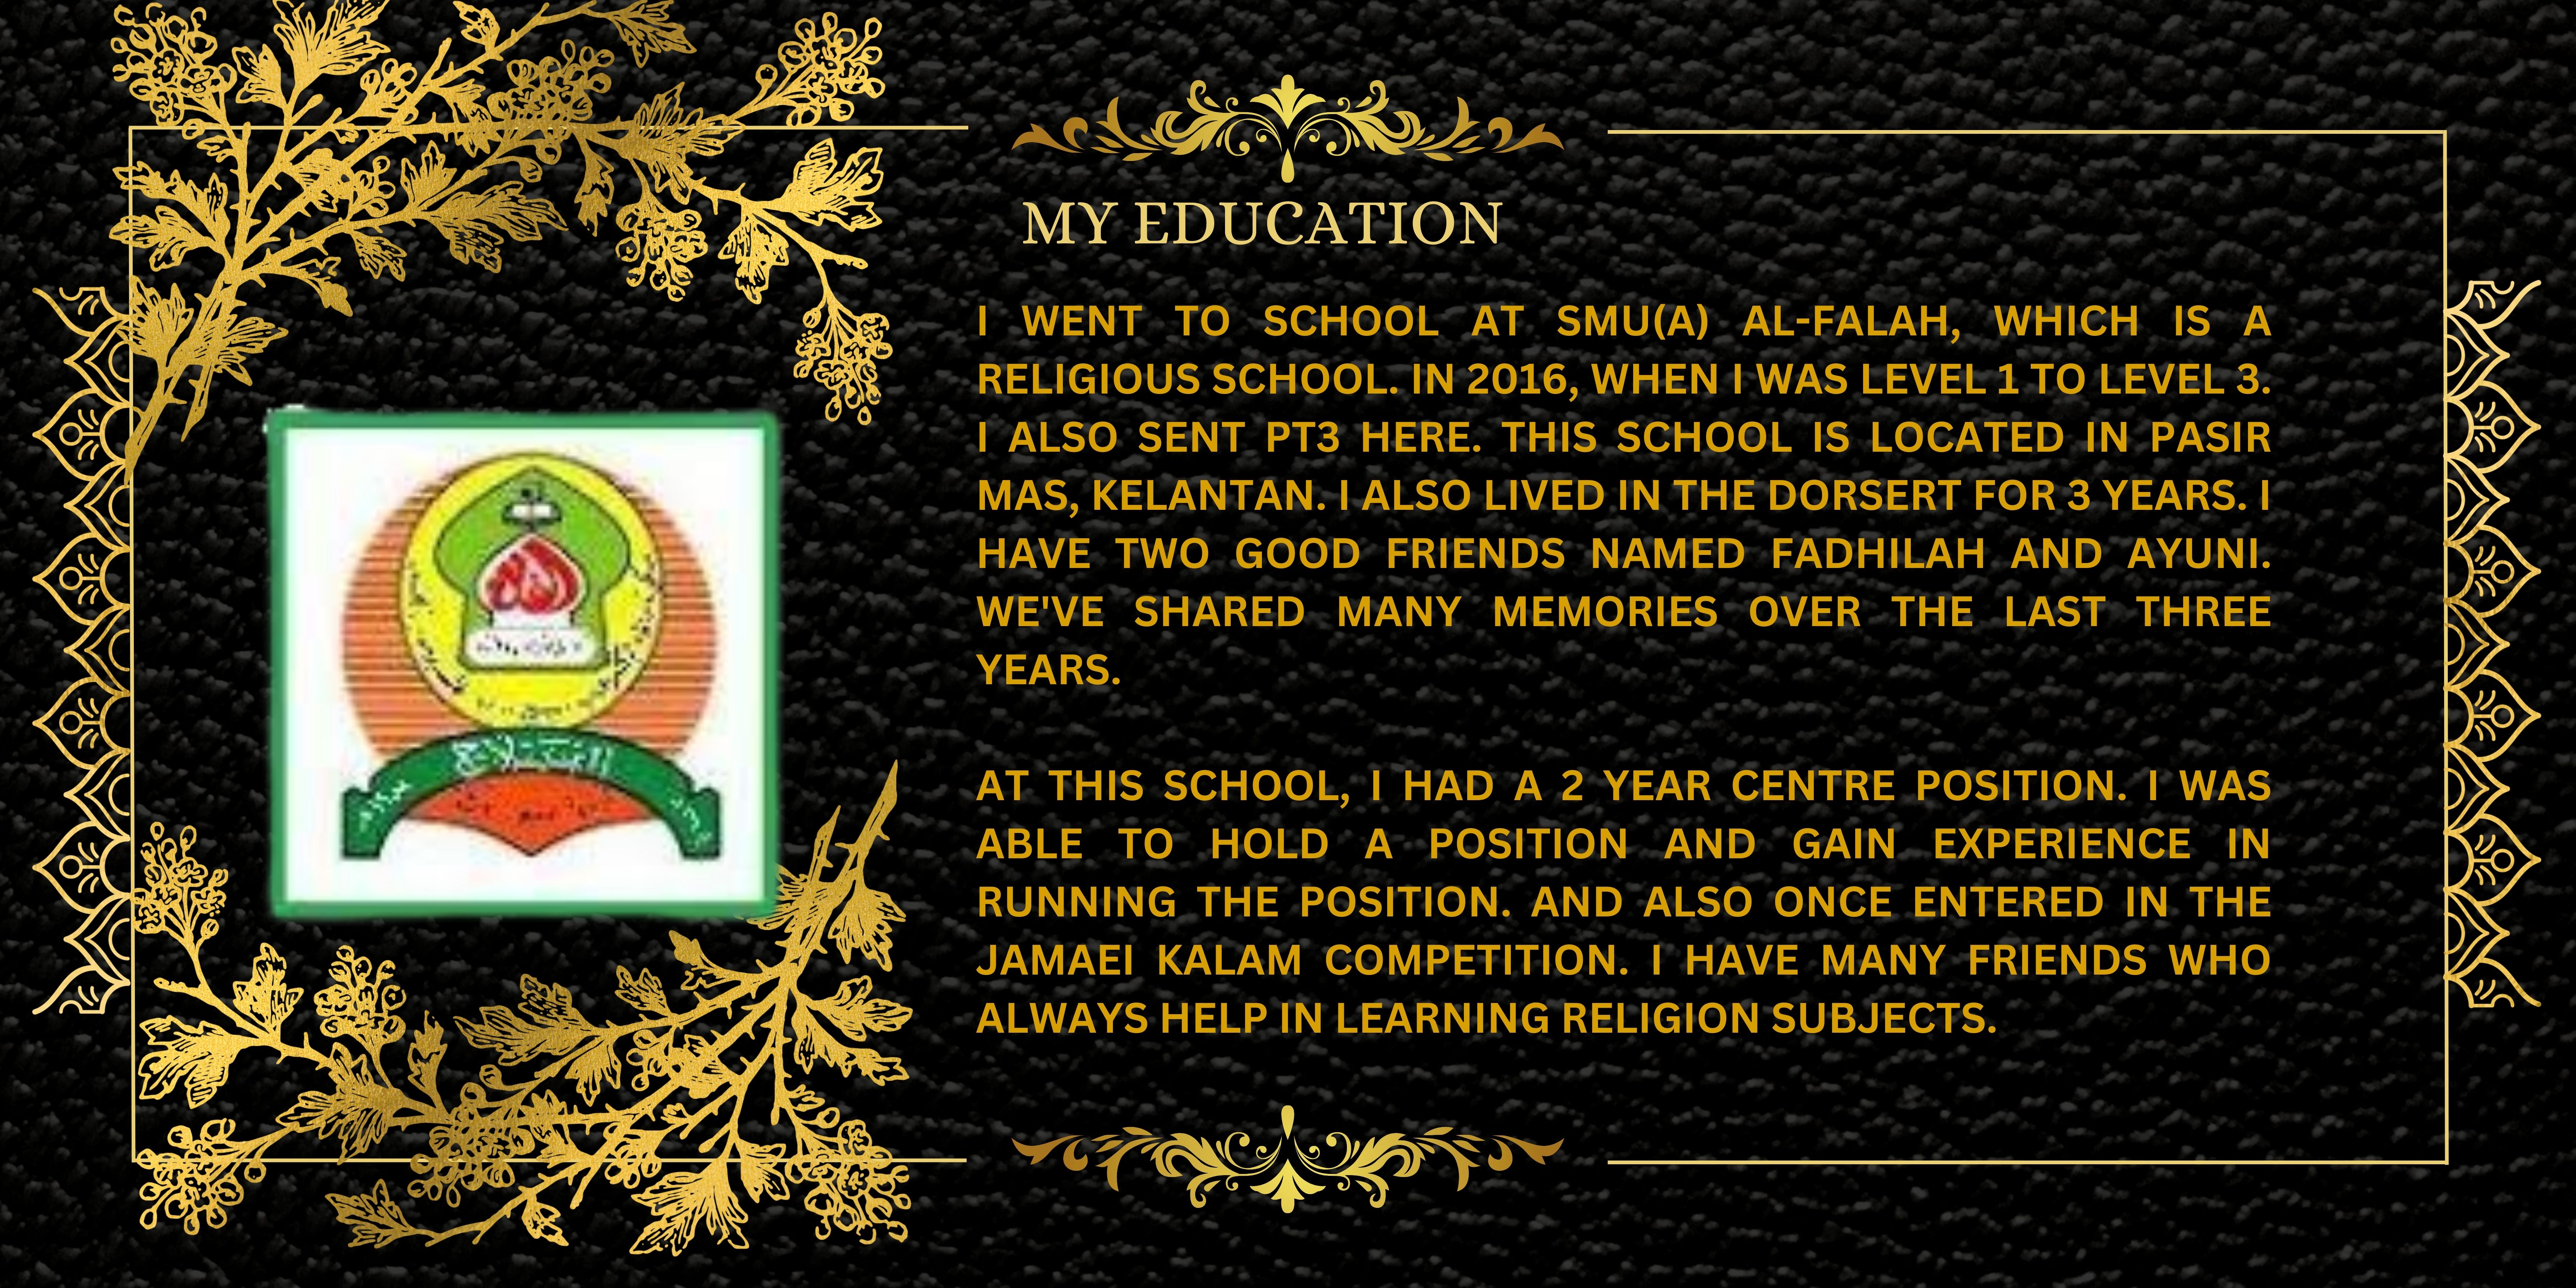 MY EDUCATION
I WENT TO SCHOOL AT SMU(A) AL-FALAH, WHICH IS A
RELIGIOUS SCHOOL. IN 2016, WHEN I WAS LEVEL 1 TO LEVEL 3.
I ALSO SENT PT3 HERE. THIS SCHOOL IS LOCATED IN PASIR
MAS, KELANTAN. I ALSO LIVED IN THE DORSERT FOR 3 YEARS. I
HAVE TWO GOOD FRIENDS NAMED FADHILAH AND AYUNI.
WE'VE SHARED MANY MEMORIES OVER THE LAST THREE
YEARS.
AT THIS SCHOOL, I HAD A 2 YEAR CENTRE POSITION. I WAS
ABLE TO HOLD A POSITION AND GAIN EXPERIENCE IN
RUNNING THE POSITION. AND ALSO ONCE ENTERED IN THE
JAMAEI KALAM COMPETITION. I HAVE MANY FRIENDS WHO
ALWAYS HELP IN LEARNING RELIGION SUBJECTS.